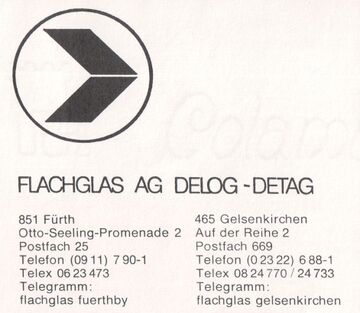 FLACHGLAS AG DELOG-DETAG
851 Fürth
Otto-Seeling-Promenade 2
Postfach 25
Telefon (09 11) 7 90-1
Telex 06 23 473
Telegramm:
flachglas fuerthby
465 Gelsenkirchen
Auf der Reihe 2
Postfach 669
Telefon (0 23 22) 6 88-1
Telex 08 24 770 / 24 733
Telegramm:
flachglas gelsenkirchen